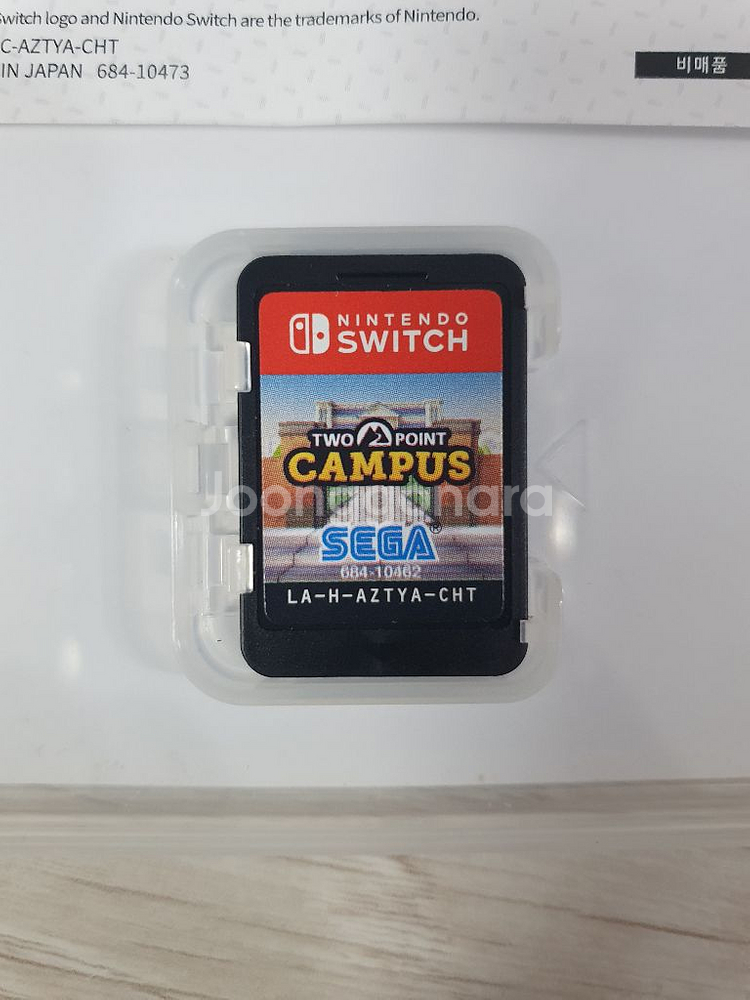 Switch logo and Nintendo Switch are the trademarks of Nintendo.
C-AZTYA-CHT
IN JAPAN 684-10473
비매품
NINTENDO
SWITCH
TWO POINT
CAMPUS
Joonggonara
SEGA®
684-10462
LA-H-AZTYA-CHT